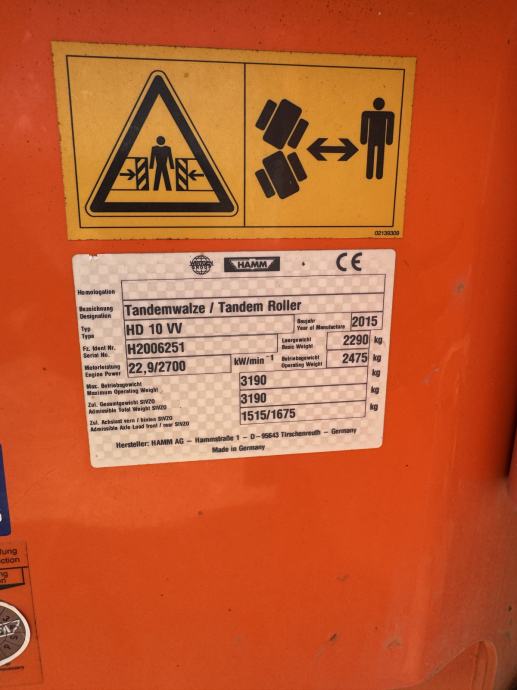 02139309
WIRTGEN GROUP HAMM CE
Homologation
Bezeichnung
Designation Tandemwalze / Tandem Roller
Typ
Type HD 10 VV Baujahr
Year of Manufacture 2015
Fz. Ident Nr.
Serial No. H2006251 Leergewicht
Basic Weight 2290 kg
Motorleistung
Engine Power 22,9/2700 kW/min⁻¹ Betriebsgewicht
Operating Weight 2475 kg
Max. Betriebsgewicht
Maximum Operating Weight 3190 kg
Zul. Gesamtgewicht StVZO
Admissible Total Weight StVZO 3190 kg
Zul. Achslast vorn / hinten StVZO
Admissible Axle Load front / rear StVZO 1515/1675 kg
Hersteller: HAMM AG - Hammstraße 1 - D-95643 Tirschenreuth - Germany
Made in Germany